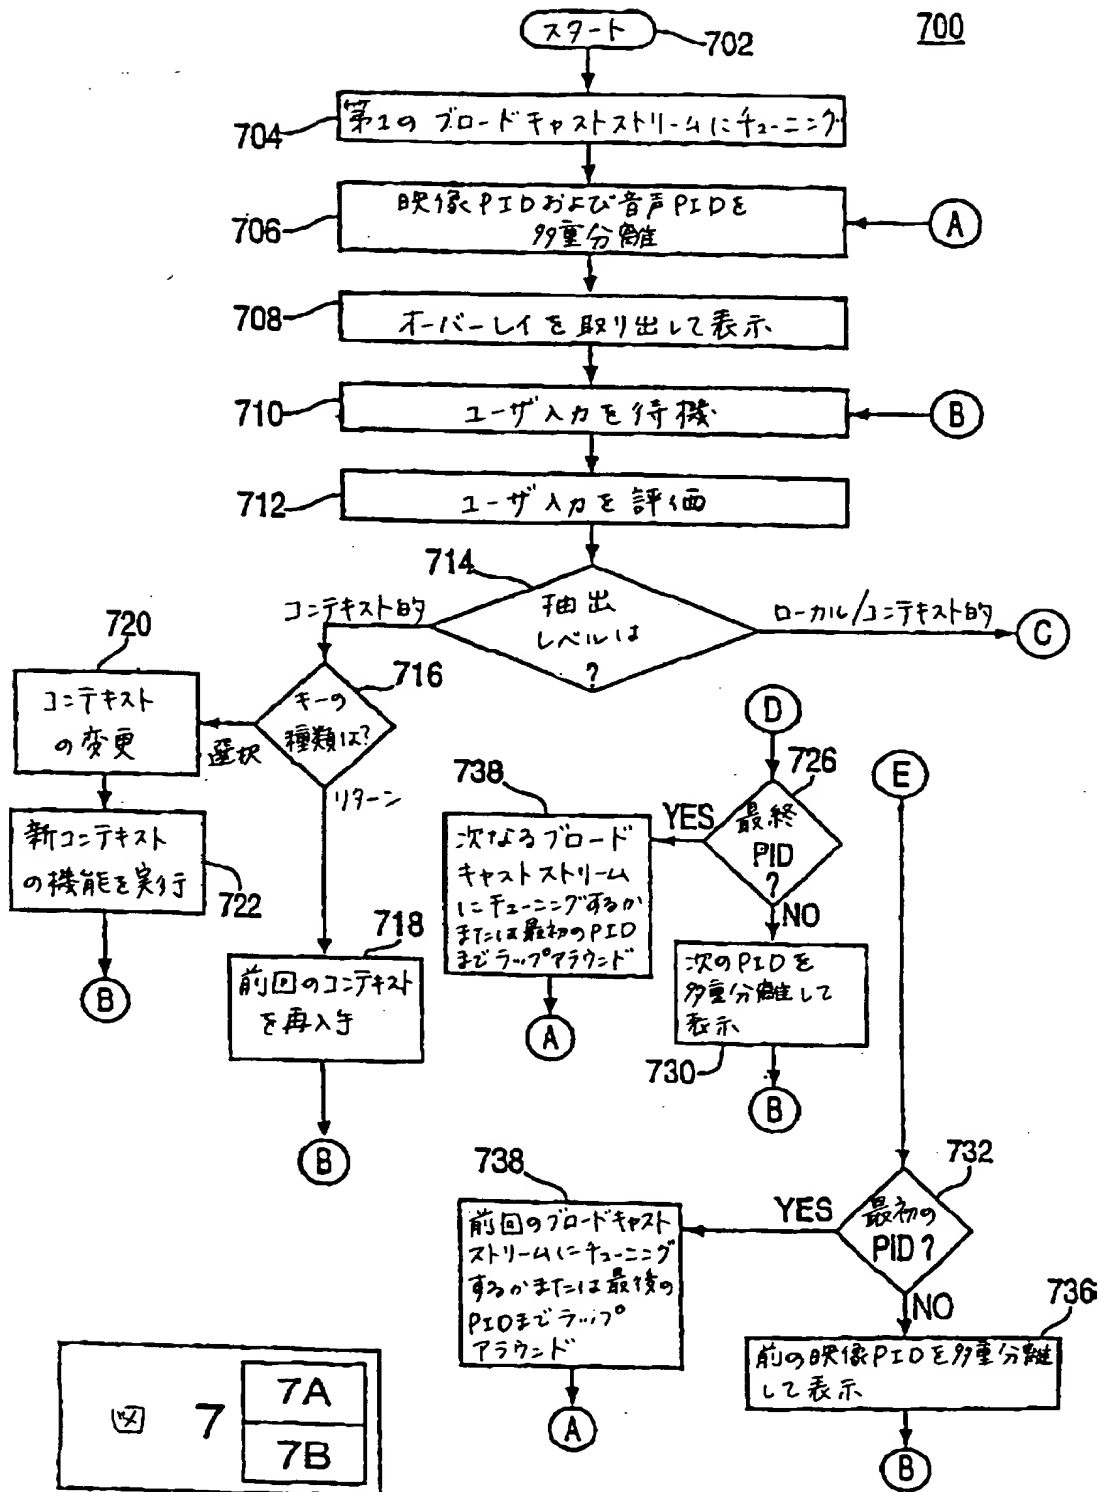 700
スタート
702
704
第1の ブロードキャストストリームにチューニング
706
映像PIDおよび音声PIDを
多重分離
A
708
オーバーレイを取り出して表示
710
ユーザ入力を待機
B
712
ユーザ入力を評価
714
抽出
レベルは
?
コンテキスト的
ローカル/コンテキスト的
C
720
コンテキスト
の変更
716
キーの
種類は?
選択
リターン
新コンテキスト
の機能を実行
722
B
718
前回のコンテキスト
を再入手
B
D
726
最終
PID
?
YES
NO
738
次なるブロード
キャストストリーム
にチューニングするか
または最初のPID
までラップアラウンド
A
次のPIDを
多重分離して
表示
730
B
E
732
最初の
PID?
YES
NO
738
前回のブロードキャスト
ストリームにチューニング
するかまたは最後の
PIDまでラップ
アラウンド
A
736
前の映像PIDを多重分離
して表示
B
図 7
7A
7B